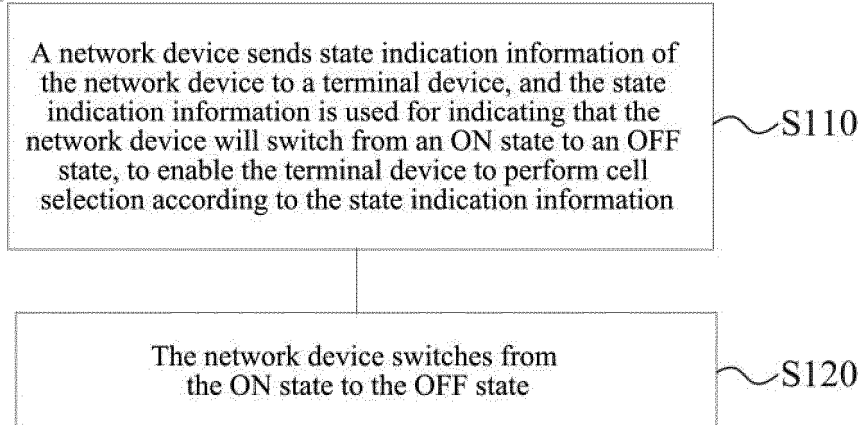 A network device sends state indication information of
the network device to a terminal device, and the state
indication information is used for indicating that the
network device will switch from an ON state to an OFF
state, to enable the terminal device to perform cell
selection according to the state indication information
S110
The network device switches from
the ON state to the OFF state
S120